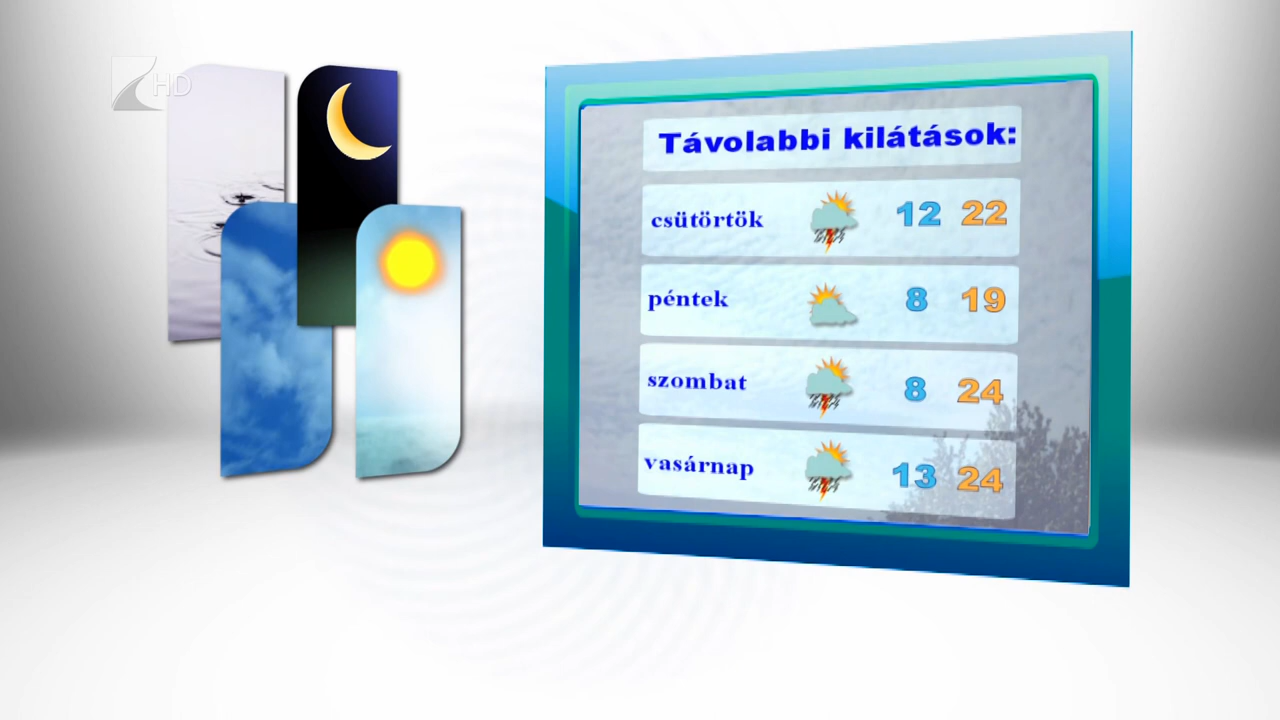 HD
Távolabbi kilátások:
csütörtök 12 22
péntek 8 19
szombat 8 24
vasárnap 13 24